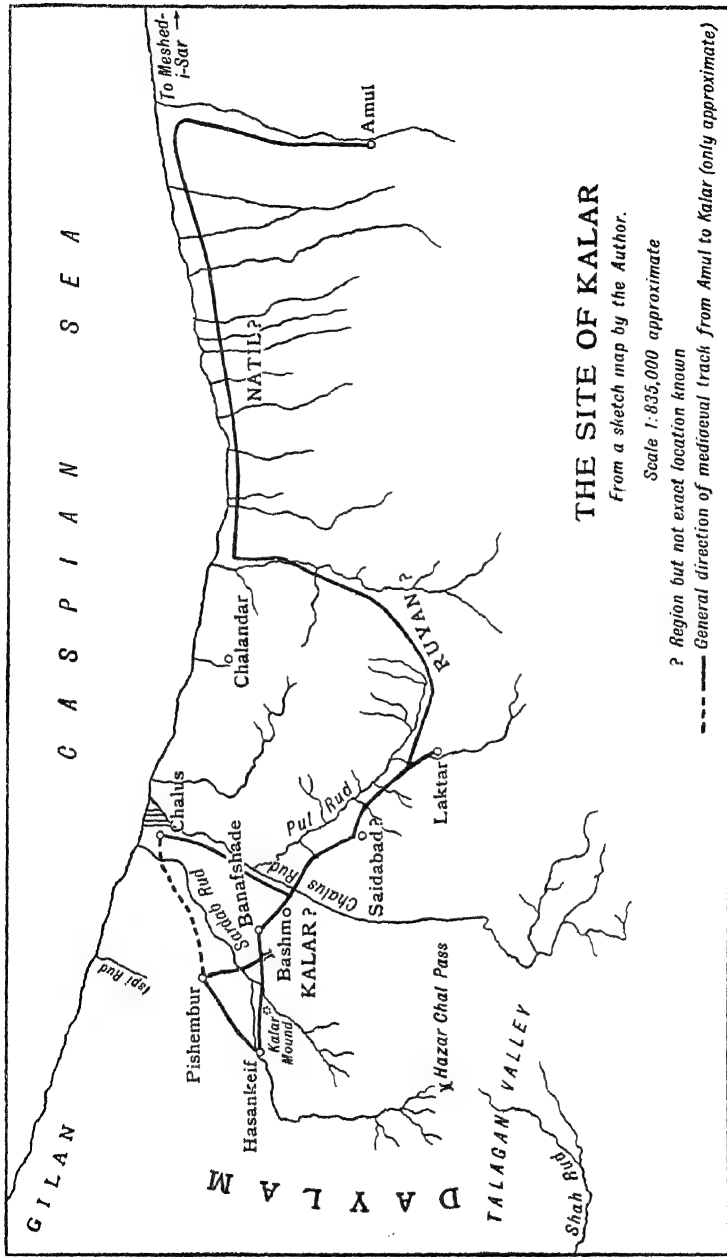 To Meshed-
i-Sar →
CASPIAN SEA
GILAN
Amul
NATIL?
Chalandar
RUYAN?
Chalus
Ispi Rud
Sardab Rud
Pul Rud
Banafshade
Chalus Rud
Laktar
Saidabad?
Pishembur
Bashmo
KALAR?
Kalar
Mound
Hasankeif
Hazar Chal Pass
DAYLAM
TALAGAN VALLEY
Shah Rud
THE SITE OF KALAR
From a sketch map by the Author.
Scale 1:835,000 approximate
? Region but not exact location known
General direction of mediæval track from Amul to Kalar (only approximate)